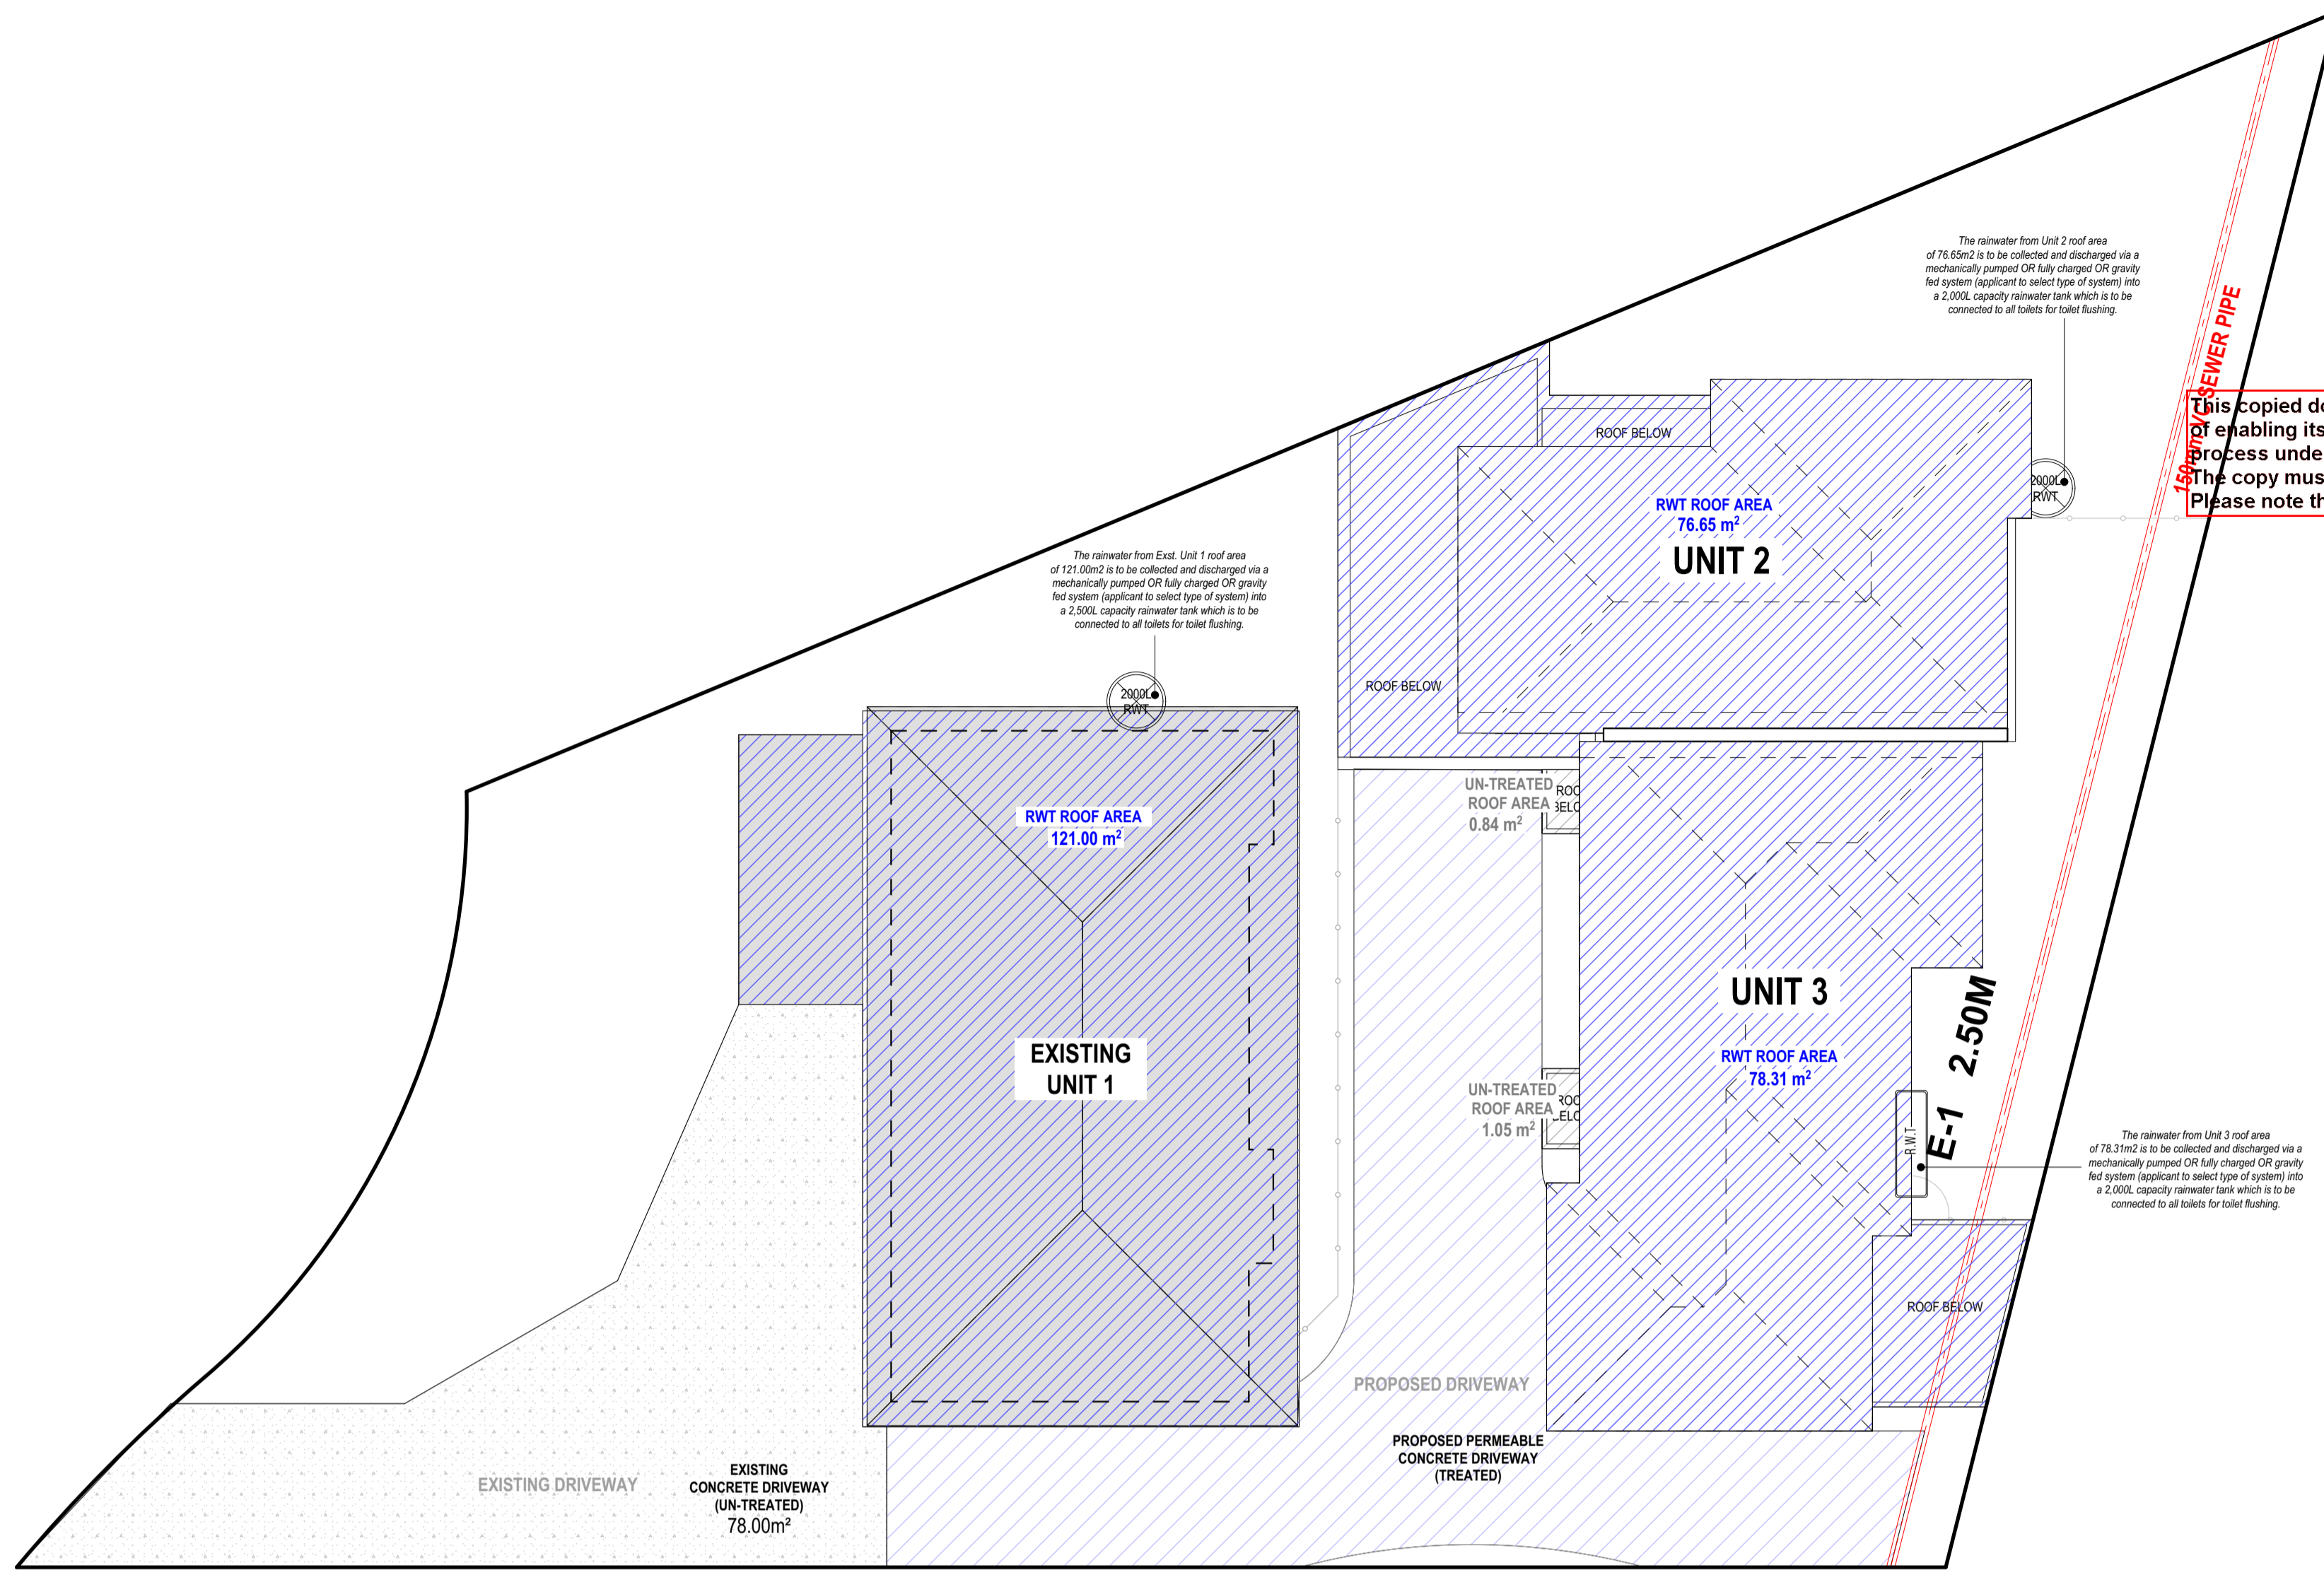 The rainwater from Unit 2 roof area
of 76.65m2 is to be collected and discharged via a
mechanically pumped OR fully charged OR gravity
fed system (applicant to select type of system) into
a 2,000L capacity rainwater tank which is to be
connected to all toilets for toilet flushing.
150mm VC SEWER PIPE
This copied do
of enabling its
process unde
The copy mus
Please note th
ROOF BELOW
2000L
RWT
RWT ROOF AREA
76.65 m²
UNIT 2
The rainwater from Exst. Unit 1 roof area
of 121.00m2 is to be collected and discharged via a
mechanically pumped OR fully charged OR gravity
fed system (applicant to select type of system) into
a 2,500L capacity rainwater tank which is to be
connected to all toilets for toilet flushing.
ROOF BELOW
2000L
RWT
UN-TREATED
ROOF AREA
0.84 m²
ROO
BELO
RWT ROOF AREA
121.00 m²
UNIT 3
RWT ROOF AREA
78.31 m²
E-1 2.50M
EXISTING
UNIT 1
UN-TREATED
ROOF AREA
1.05 m²
ROO
BELO
R.W.T
The rainwater from Unit 3 roof area
of 78.31m2 is to be collected and discharged via a
mechanically pumped OR fully charged OR gravity
fed system (applicant to select type of system) into
a 2,000L capacity rainwater tank which is to be
connected to all toilets for toilet flushing.
ROOF BELOW
PROPOSED DRIVEWAY
PROPOSED PERMEABLE
CONCRETE DRIVEWAY
(TREATED)
EXISTING DRIVEWAY
EXISTING
CONCRETE DRIVEWAY
(UN-TREATED)
78.00m²